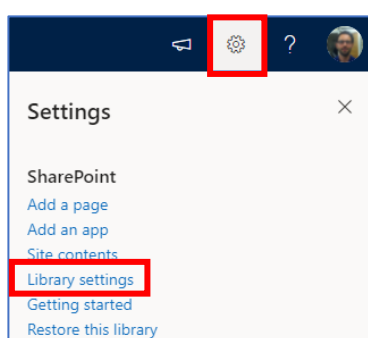 ?
Settings
SharePoint
Add a page
Add an app
Site contents
Library settings
Getting started
Restore this library